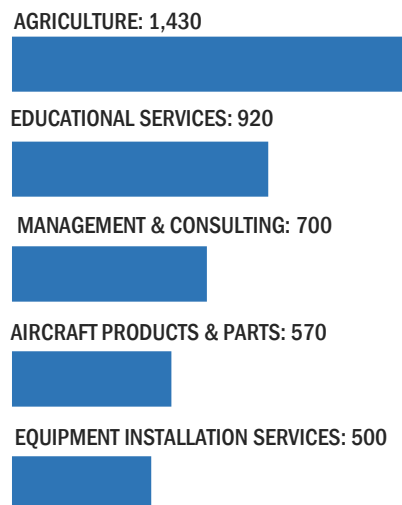 AGRICULTURE: 1,430
EDUCATIONAL SERVICES: 920
MANAGEMENT & CONSULTING: 700
AIRCRAFT PRODUCTS & PARTS: 570
EQUIPMENT INSTALLATION SERVICES: 500